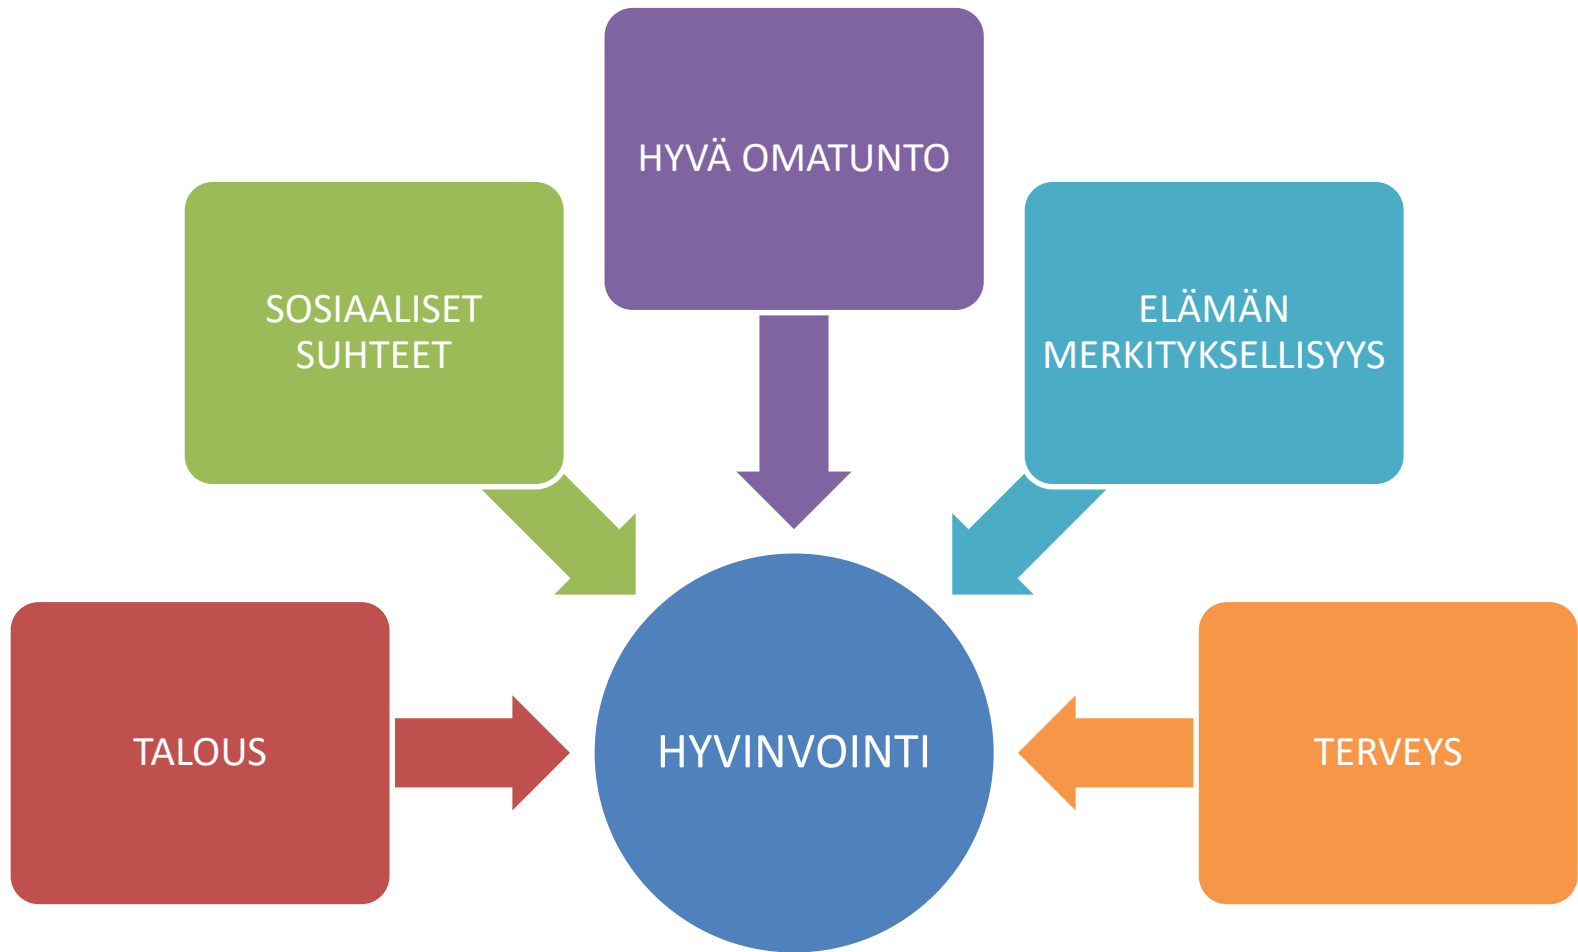 HYVÄ OMATUNTO
SOSIAALISET
SUHTEET
ELÄMÄN
MERKITYKSELLISYYS
TALOUS
HYVINVOINTI
TERVEYS